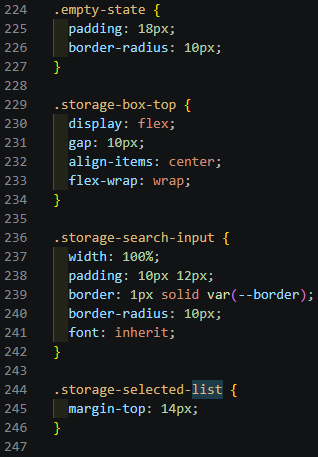 224 .empty-state {
225   padding: 18px;
226   border-radius: 10px;
227 }
228
229 .storage-box-top {
230   display: flex;
231   gap: 10px;
232   align-items: center;
233   flex-wrap: wrap;
234 }
235
236 .storage-search-input {
237   width: 100%;
238   padding: 10px 12px;
239   border: 1px solid var(--border);
240   border-radius: 10px;
241   font: inherit;
242 }
243
244 .storage-selected-list {
245   margin-top: 14px;
246 }
247